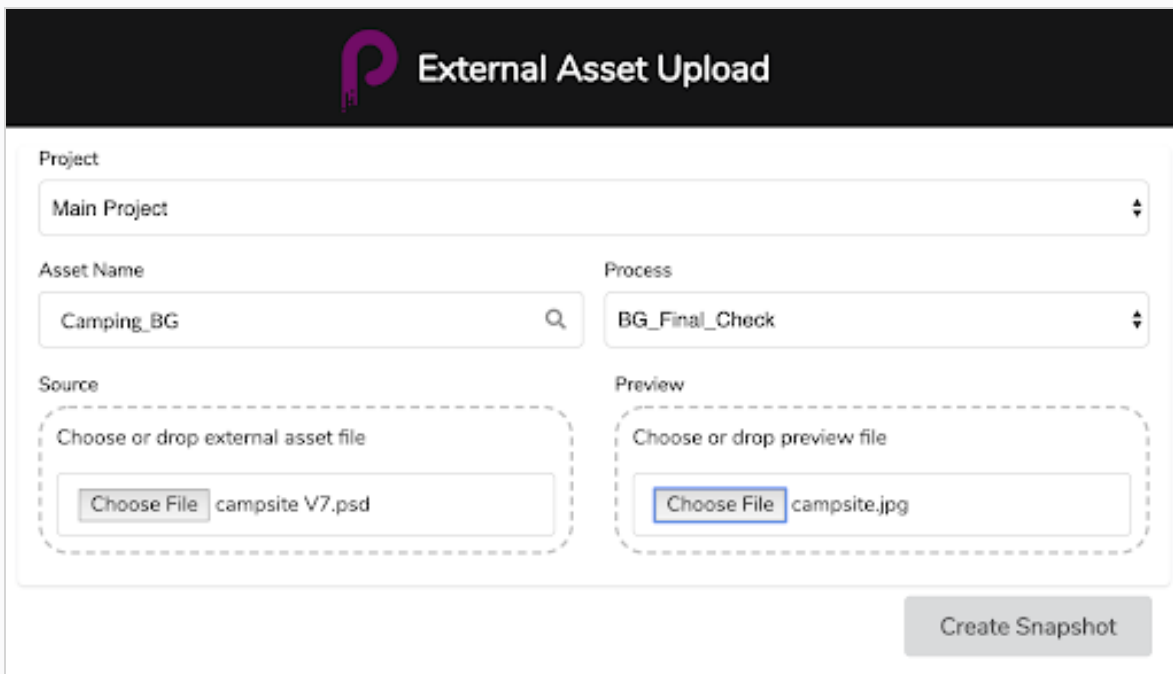 External Asset Upload
Project
Main Project
Asset Name
Process
Camping_BG
BG_Final_Check
Source
Preview
Choose or drop external asset file
Choose or drop preview file
Choose File campsite V7.psd
Choose File campsite.jpg
Create Snapshot